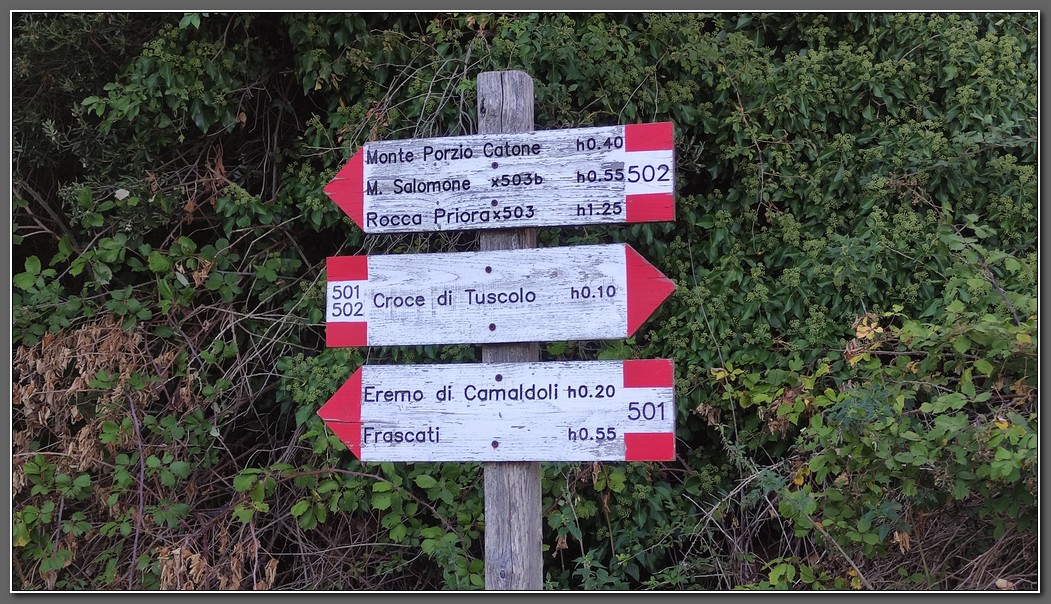 Monte Porzio Catone h0.40
M. Salomone x503b h0.55
502
Rocca Priora x503 h1.25
501
502
Croce di Tuscolo h0.10
Eremo di Camaldoli h0.20
501
Frascati h0.55